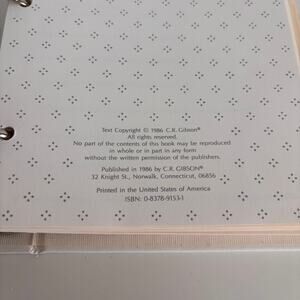 Text Copyright © 1986 C.R. Gibson®
All rights reserved.
No part of the contents of this book may be reproduced
in whole or in part in any form
without the written permission of the publishers.
Published in 1986 by C.R. GIBSON®
32 Knight St., Norwalk, Connecticut, 06856
Printed in the United States of America
ISBN: 0-8378-9153-1